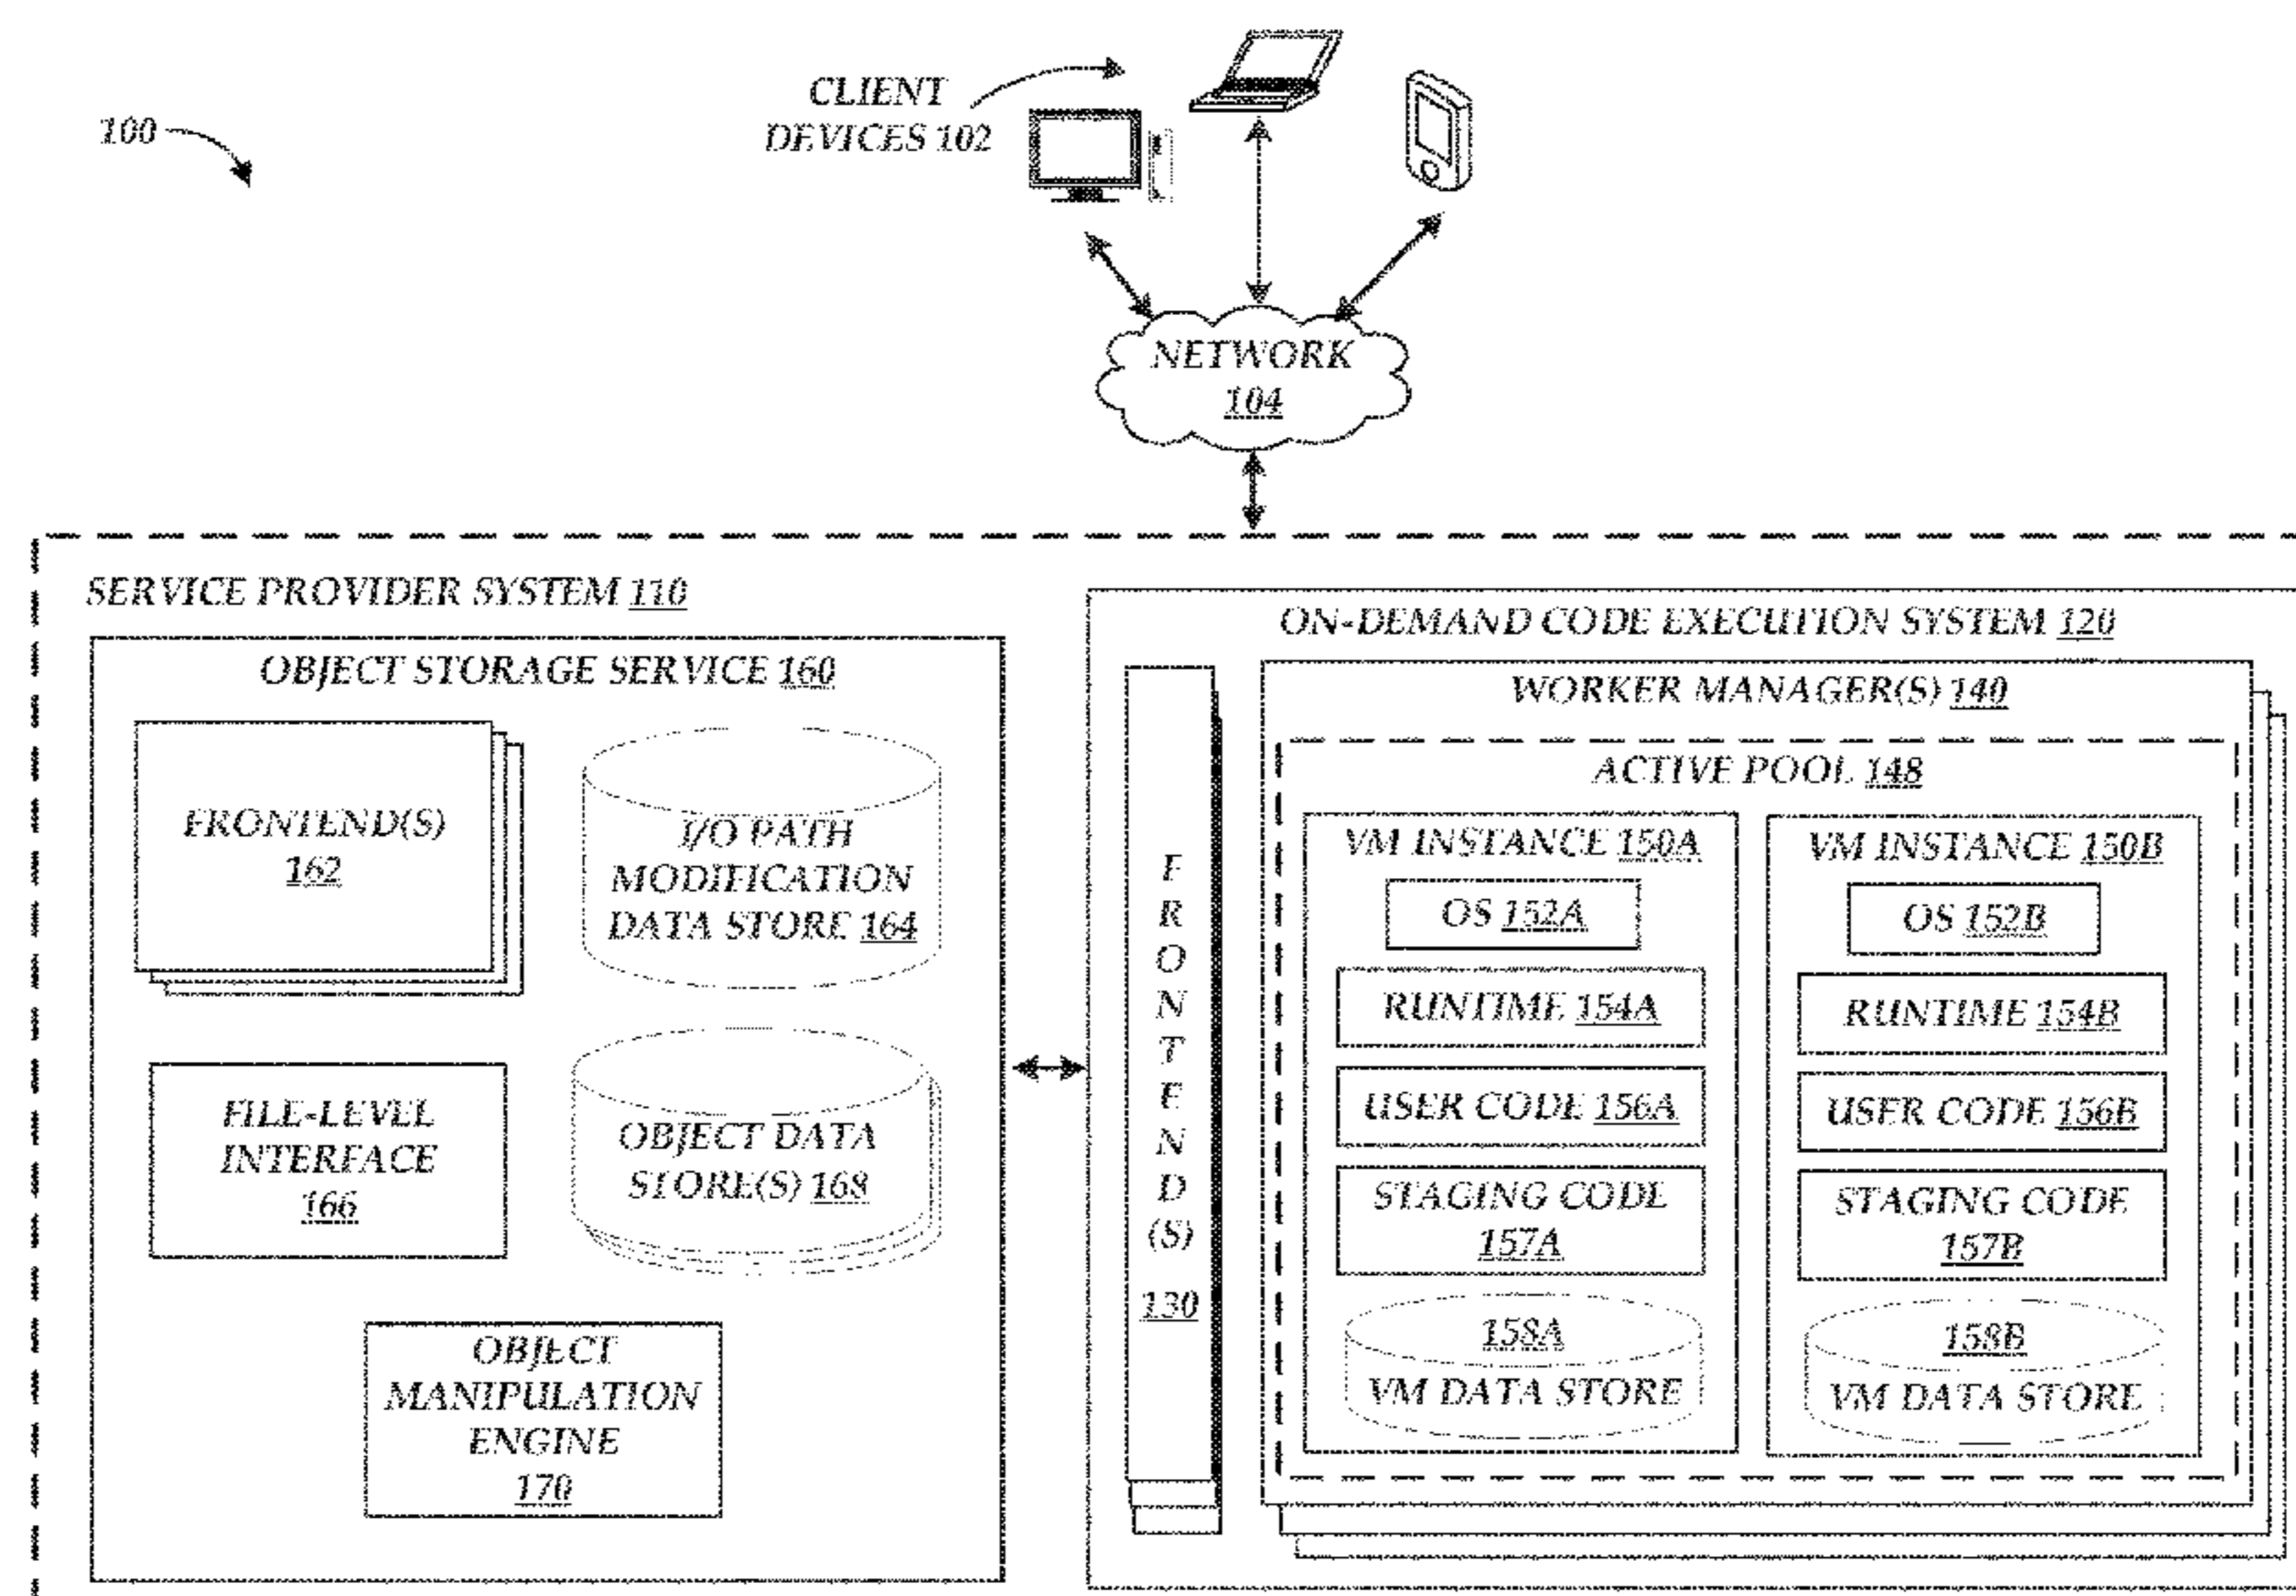 100
CLIENT
DEVICES 102
NETWORK
104
SERVICE PROVIDER SYSTEM 110
OBJECT STORAGE SERVICE 160
FRONTEND(S)
162
I/O PATH
MODIFICATION
DATA STORE 164
FILE-LEVEL
INTERFACE
166
OBJECT DATA
STORE(S) 168
OBJECT
MANIPULATION
ENGINE
170
ON-DEMAND CODE EXECUTION SYSTEM 120
F
R
O
N
T
E
N
D
(S)
130
WORKER MANAGER(S) 140
ACTIVE POOL 148
VM INSTANCE 150A
OS 152A
RUNTIME 154A
USER CODE 156A
STAGING CODE
157A
158A
VM DATA STORE
VM INSTANCE 150B
OS 152B
RUNTIME 154B
USER CODE 156B
STAGING CODE
157B
158B
VM DATA STORE